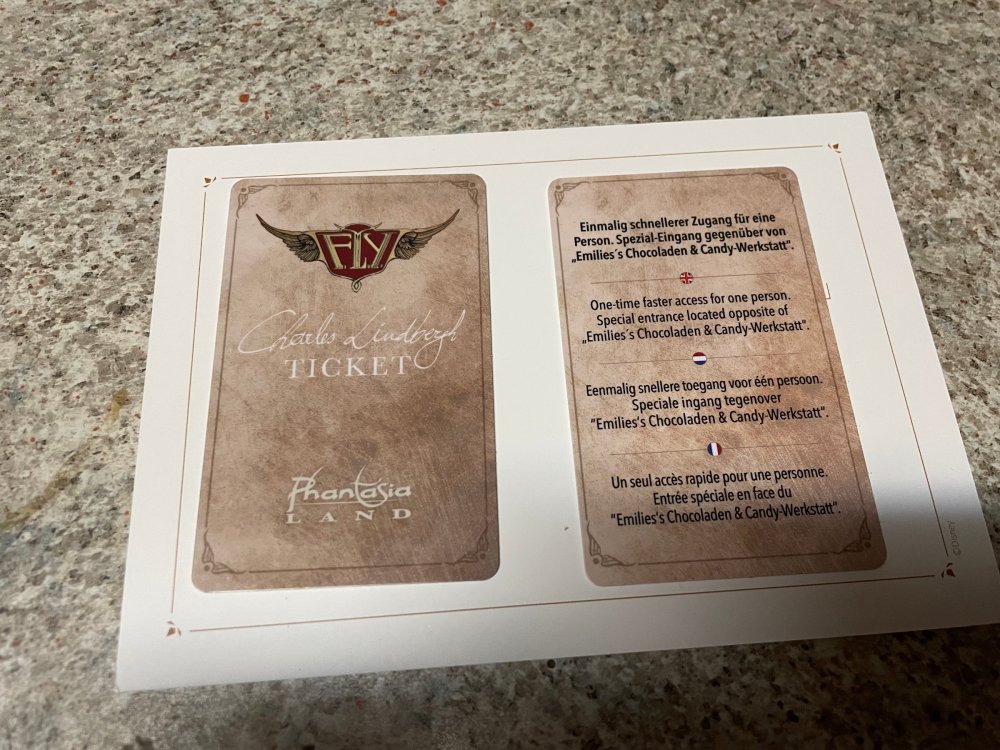 F.L.Y.
Charles Lindbergh
TICKET
Phantasia
LAND
Einmalig schnellerer Zugang für eine
Person. Spezial-Eingang gegenüber von
„Emilies´s Chocoladen & Candy-Werkstatt“.
One-time faster access for one person.
Special entrance located opposite of
„Emilies´s Chocoladen & Candy-Werkstatt“.
Eenmalig snellere toegang voor één persoon.
Speciale ingang tegenover
“Emilies‘s Chocoladen & Candy-Werkstatt“.
Un seul accès rapide pour une personne.
Entrée spéciale en face du
“Emilies‘s Chocoladen & Candy-Werkstatt“.
©Disney